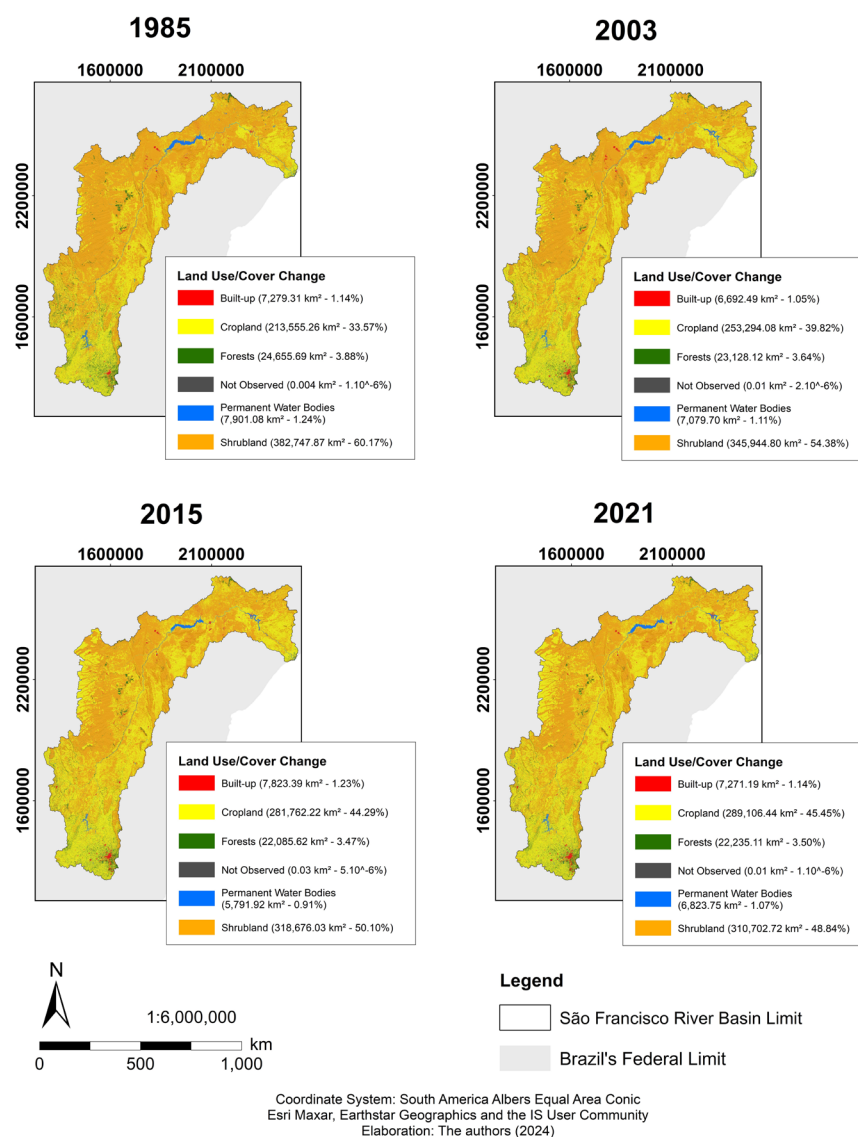 1985
1600000 2100000
2200000
1600000
Land Use/Cover Change
Built-up (7,279.31 km² - 1.14%)
Cropland (213,555.26 km² - 33.57%)
Forests (24,655.69 km² - 3.88%)
Not Observed (0.004 km² - 1.10^-6%)
Permanent Water Bodies
(7,901.08 km² - 1.24%)
Shrubland (382,747.87 km² - 60.17%)
2003
1600000 2100000
2200000
1600000
Land Use/Cover Change
Built-up (6,692.49 km² - 1.05%)
Cropland (253,294.08 km² - 39.82%)
Forests (23,128.12 km² - 3.64%)
Not Observed (0.01 km² - 2.10^-6%)
Permanent Water Bodies
(7,079.70 km² - 1.11%)
Shrubland (345,944.80 km² - 54.38%)
2015
1600000 2100000
2200000
1600000
Land Use/Cover Change
Built-up (7,823.39 km² - 1.23%)
Cropland (281,762.22 km² - 44.29%)
Forests (22,085.62 km² - 3.47%)
Not Observed (0.03 km² - 5.10^-6%)
Permanent Water Bodies
(5,791.92 km² - 0.91%)
Shrubland (318,676.03 km² - 50.10%)
2021
1600000 2100000
2200000
1600000
Land Use/Cover Change
Built-up (7,271.19 km² - 1.14%)
Cropland (289,106.44 km² - 45.45%)
Forests (22,235.11 km² - 3.50%)
Not Observed (0.01 km² - 1.10^-6%)
Permanent Water Bodies
(6,823.75 km² - 1.07%)
Shrubland (310,702.72 km² - 48.84%)
N
1:6,000,000
km
0 500 1,000
Legend
São Francisco River Basin Limit
Brazil's Federal Limit
Coordinate System: South America Albers Equal Area Conic
Esri Maxar, Earthstar Geographics and the IS User Community
Elaboration: The authors (2024)